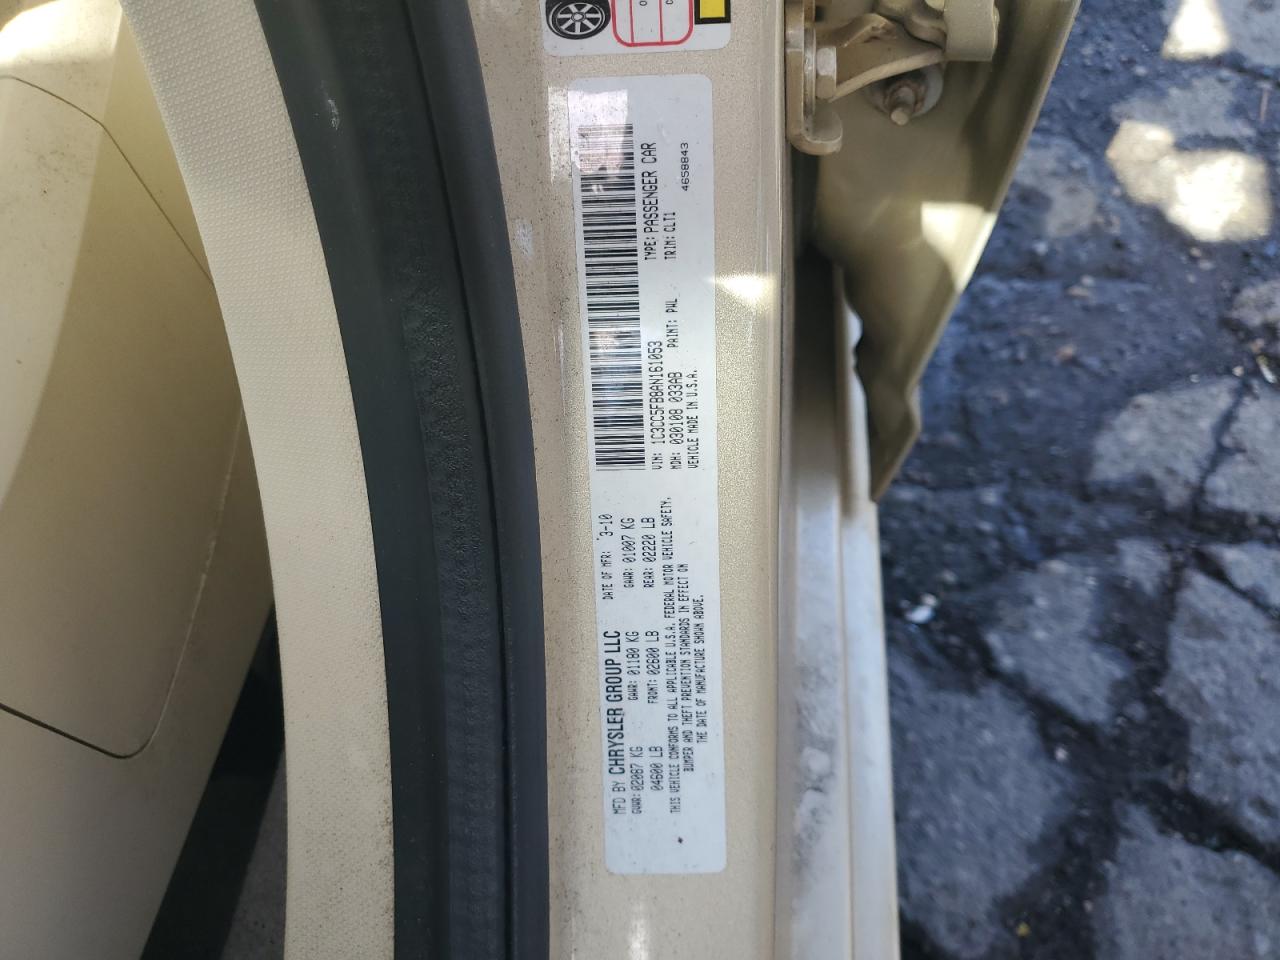 MFD BY CHRYSLER GROUP LLC DATE OF MFR: 3-10
GVWR: 02087 KG GAWR: 01180 KG GAWR: 01007 KG
04600 LB FRONT: 02600 LB REAR: 02220 LB
THIS VEHICLE CONFORMS TO ALL APPLICABLE U.S.A. FEDERAL MOTOR VEHICLE SAFETY,
BUMPER AND THEFT PREVENTION STANDARDS IN EFFECT ON
THE DATE OF MANUFACTURE SHOWN ABOVE.
VIN: 1C3CC5FB8AN161053 TYPE: PASSENGER CAR
MDH: 030108 033AB PAINT: PWL TRIM: CLT1
VEHICLE MADE IN U.S.A. 4658843